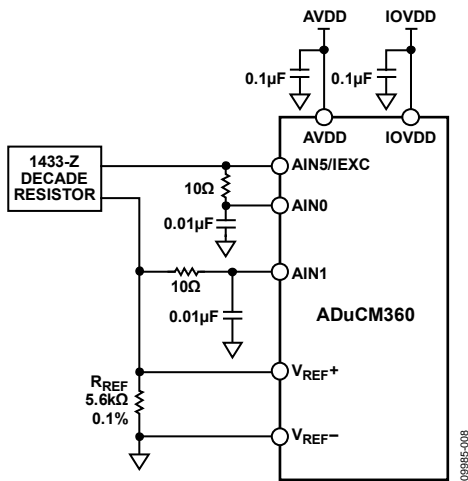 AVDD
IOVDD
0.1µF
0.1µF
AVDD
IOVDD
1433-Z
DECADE
RESISTOR
AIN5/IEXC
10Ω
AIN0
0.01µF
AIN1
10Ω
0.01µF
ADuCM360
VREF+
RREF
5.6kΩ
0.1%
VREF−
09985-008